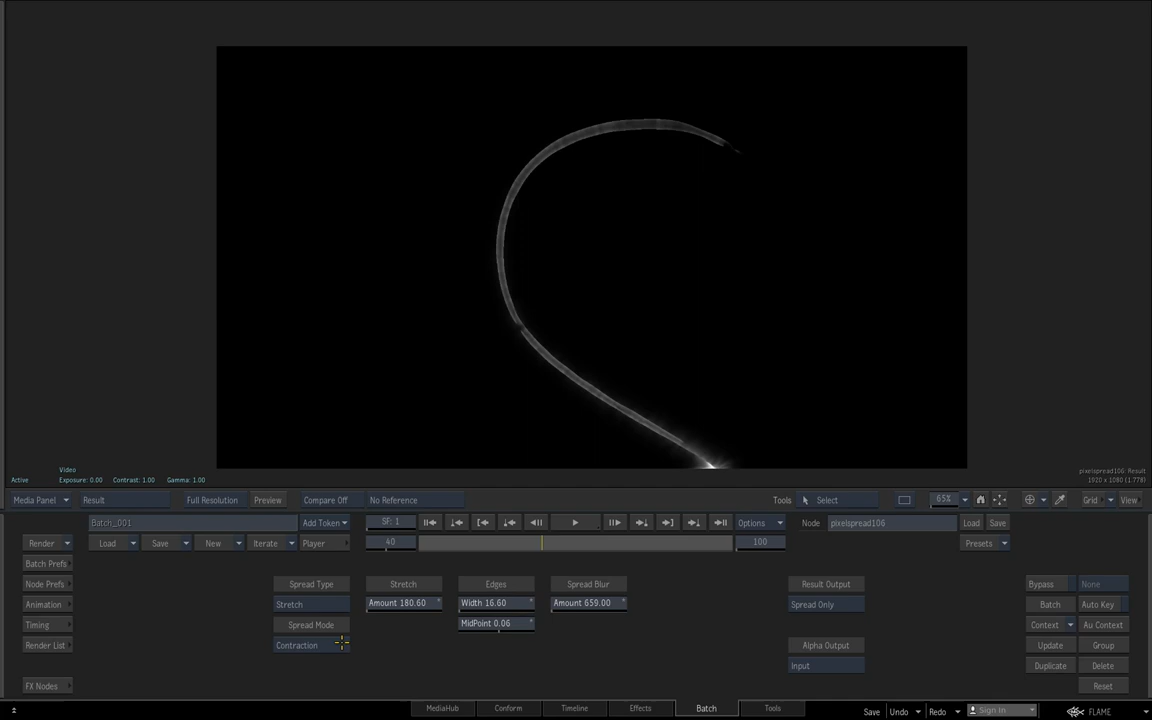 Video
Active Exposure: 0.00 Contrast: 1.00 Gamma: 1.00
pixelspread106: Result
1920 x 1080 (1.778)
Media Panel Result Full Resolution Preview Compare Off No Reference Tools Select 65% Grid View
Batch_001 Add Token SF: 1 Options Node pixelspread106 Load Save
Render Load Save New Iterate Player 40 100 Presets
Batch Prefs
Node Prefs Spread Type Stretch Edges Spread Blur Result Output Bypass None
Animation Stretch Amount 180.60 Width 16.60 Amount 659.00 Spread Only Batch Auto Key
Timing Spread Mode MidPoint 0.06 Context Au Context
Render List Contraction Alpha Output Update Group
Input Duplicate Delete
FX Nodes Reset
MediaHub Conform Timeline Effects Batch Tools Save Undo Redo Sign In FLAME